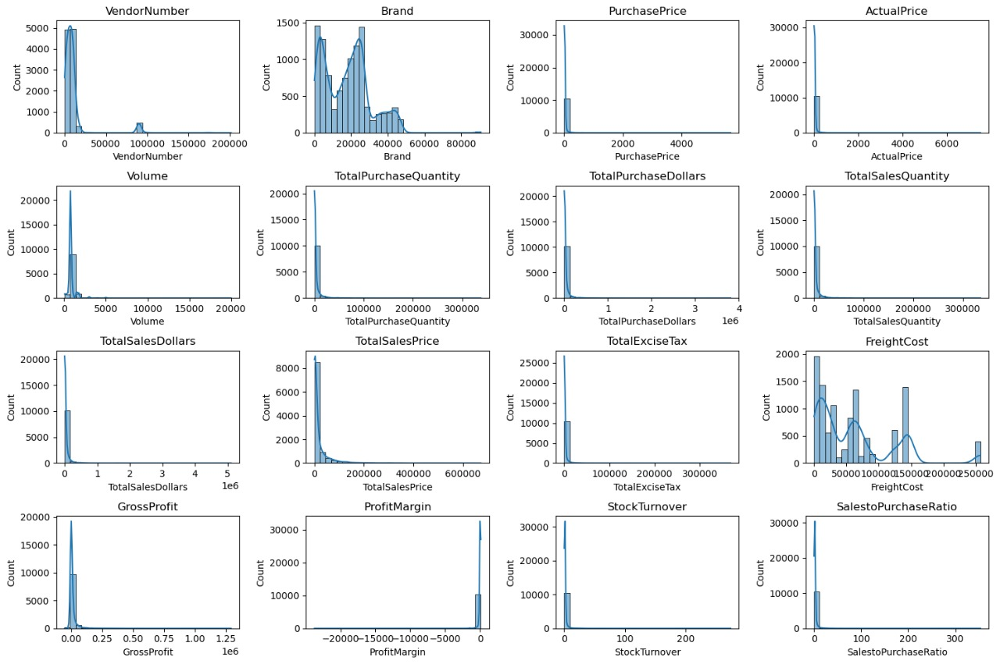 VendorNumber Brand PurchasePrice ActualPrice
5000 1500 30000 35000
30000
4000 25000
1000 20000
3000 20000
15000
2000 500 10000 10000
1000 5000
0 0 0 0
0 50000 100000 150000 200000 0 20000 40000 60000 80000 0 2000 4000 0 2000 4000 6000
Count VendorNumber Count Brand Count PurchasePrice Count ActualPrice
Volume TotalPurchaseQuantity TotalPurchaseDollars TotalSalesQuantity
20000 20000 20000 20000
15000 15000 15000 15000
10000 10000 10000 10000
5000 5000 5000 5000
0 0 0 0
0 5000 10000 15000 20000 0 100000 200000 300000 0 1 2 3 4 0 100000 200000 300000
Count Volume Count TotalPurchaseQuantity Count TotalPurchaseDollars 1e6 Count TotalSalesQuantity
TotalSalesDollars TotalSalesPrice TotalExciseTax FreightCost
20000 8000 25000 2000
15000 6000 20000 1500
10000 4000 15000 1000
5000 2000 10000 500
5000
0 0 0 0
0 1 2 3 4 5 0 200000 400000 600000 0 100000 200000 300000 0 50000 100000 150000 200000 250000
Count TotalSalesDollars 1e6 Count TotalSalesPrice Count TotalExciseTax Count FreightCost
GrossProfit ProfitMargin StockTurnover SalestoPurchaseRatio
20000 30000 30000 30000
15000
10000 20000 20000 20000
5000 10000 10000 10000
0 0 0 0
0.00 0.25 0.50 0.75 1.00 1.25 −20000 −15000 −10000 −5000 0 0 100 200 0 100 200 300
Count GrossProfit 1e6 Count ProfitMargin Count StockTurnover Count SalestoPurchaseRatio